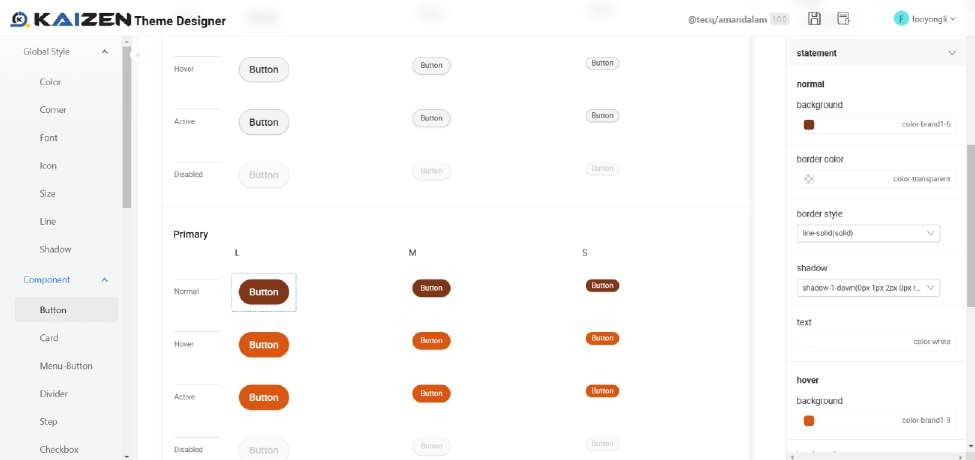 KAIZEN Theme Designer
@tecq/amandalam 1.0.0
fooyongli
Global Style
Color
Corner
Font
Icon
Size
Line
Shadow
Component
Button
Card
Menu-Button
Divider
Step
Checkbox
Hover Button Button Button
Active Button Button Button
Disabled Button Button Button
Primary
L M S
Normal Button Button Button
Hover Button Button Button
Active Button Button Button
Disabled Button Button Button
statement
normal
background
color-brand1-6
border color
color-transparent
border style
line-solid(solid)
shadow
shadow-1-down(0px 1px 2px 0px r...
text
color-white
hover
background
color-brand1-9